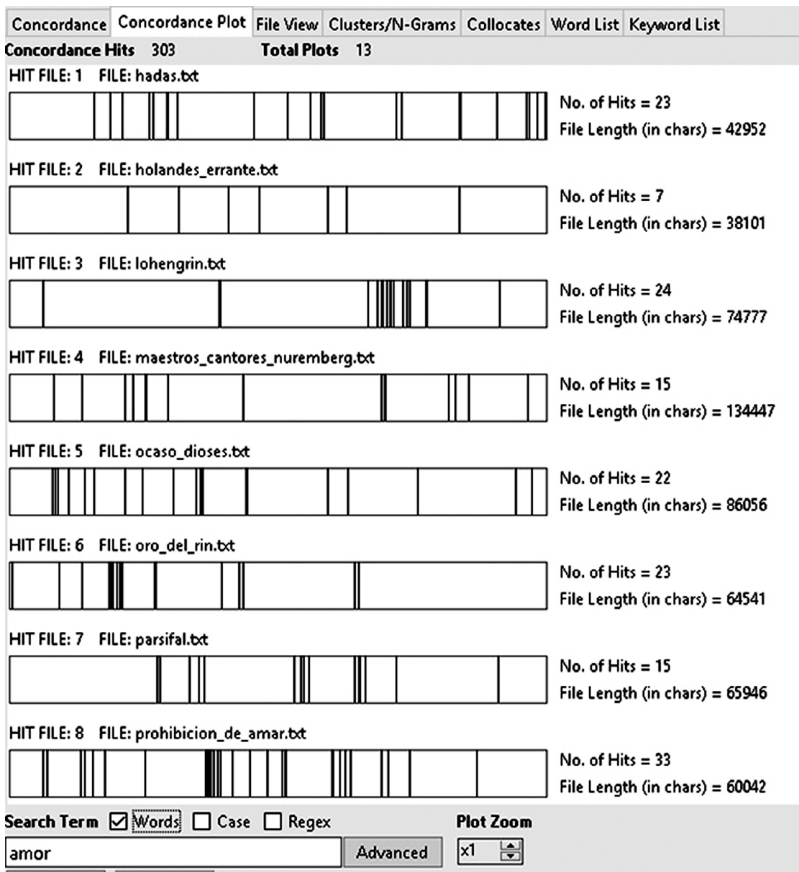 Concordance Concordance Plot File View Clusters/N-Grams Collocates Word List Keyword List
Concordance Hits 303 Total Plots 13
HIT FILE: 1 FILE: hadas.txt
No. of Hits = 23
File Length (in chars) = 42952
HIT FILE: 2 FILE: holandes_errante.txt
No. of Hits = 7
File Length (in chars) = 38101
HIT FILE: 3 FILE: lohengrin.txt
No. of Hits = 24
File Length (in chars) = 74777
HIT FILE: 4 FILE: maestros_cantores_nuremberg.txt
No. of Hits = 15
File Length (in chars) = 134447
HIT FILE: 5 FILE: ocaso_dioses.txt
No. of Hits = 22
File Length (in chars) = 86056
HIT FILE: 6 FILE: oro_del_rin.txt
No. of Hits = 23
File Length (in chars) = 64541
HIT FILE: 7 FILE: parsifal.txt
No. of Hits = 15
File Length (in chars) = 65946
HIT FILE: 8 FILE: prohibicion_de_amar.txt
No. of Hits = 33
File Length (in chars) = 60042
Search Term Words Case Regex Plot Zoom
amor Advanced x1